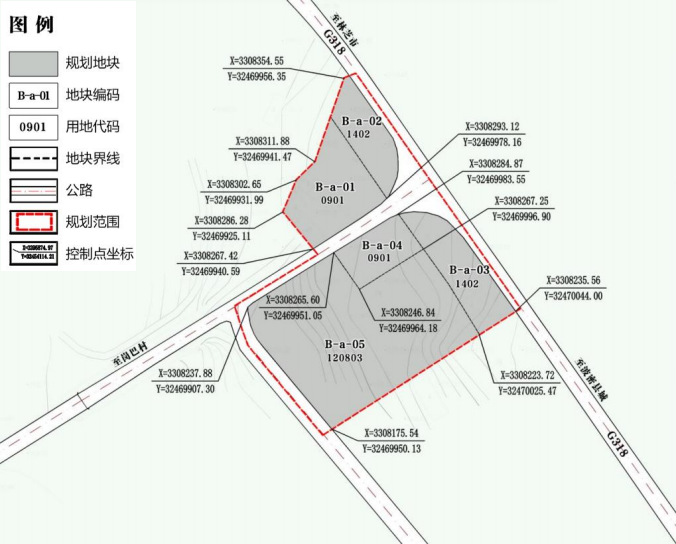 图 例
规划地块
B-a-01
地块编码
0901
用地代码
地块界线
公路
规划范围
控制点坐标
至林芝市
G318
X=3308354.55
Y=32469956.35
B-a-02
1402
X=3308293.12
Y=32469978.16
X=3308311.88
Y=32469941.47
X=3308284.87
Y=32469983.55
X=3308302.65
Y=32469931.99
B-a-01
0901
X=3308267.25
Y=32469996.90
X=3308286.28
Y=32469925.11
B-a-04
0901
X=3308267.42
Y=32469940.59
B-a-03
1402
X=3308235.56
Y=32470044.00
X=3308265.60
Y=32469951.05
X=3308246.84
Y=32469964.18
B-a-05
120803
至岗巴村
至波密县城
X=3308237.88
Y=32469907.30
X=3308223.72
Y=32470025.47
X=3308175.54
Y=32469950.13
G318